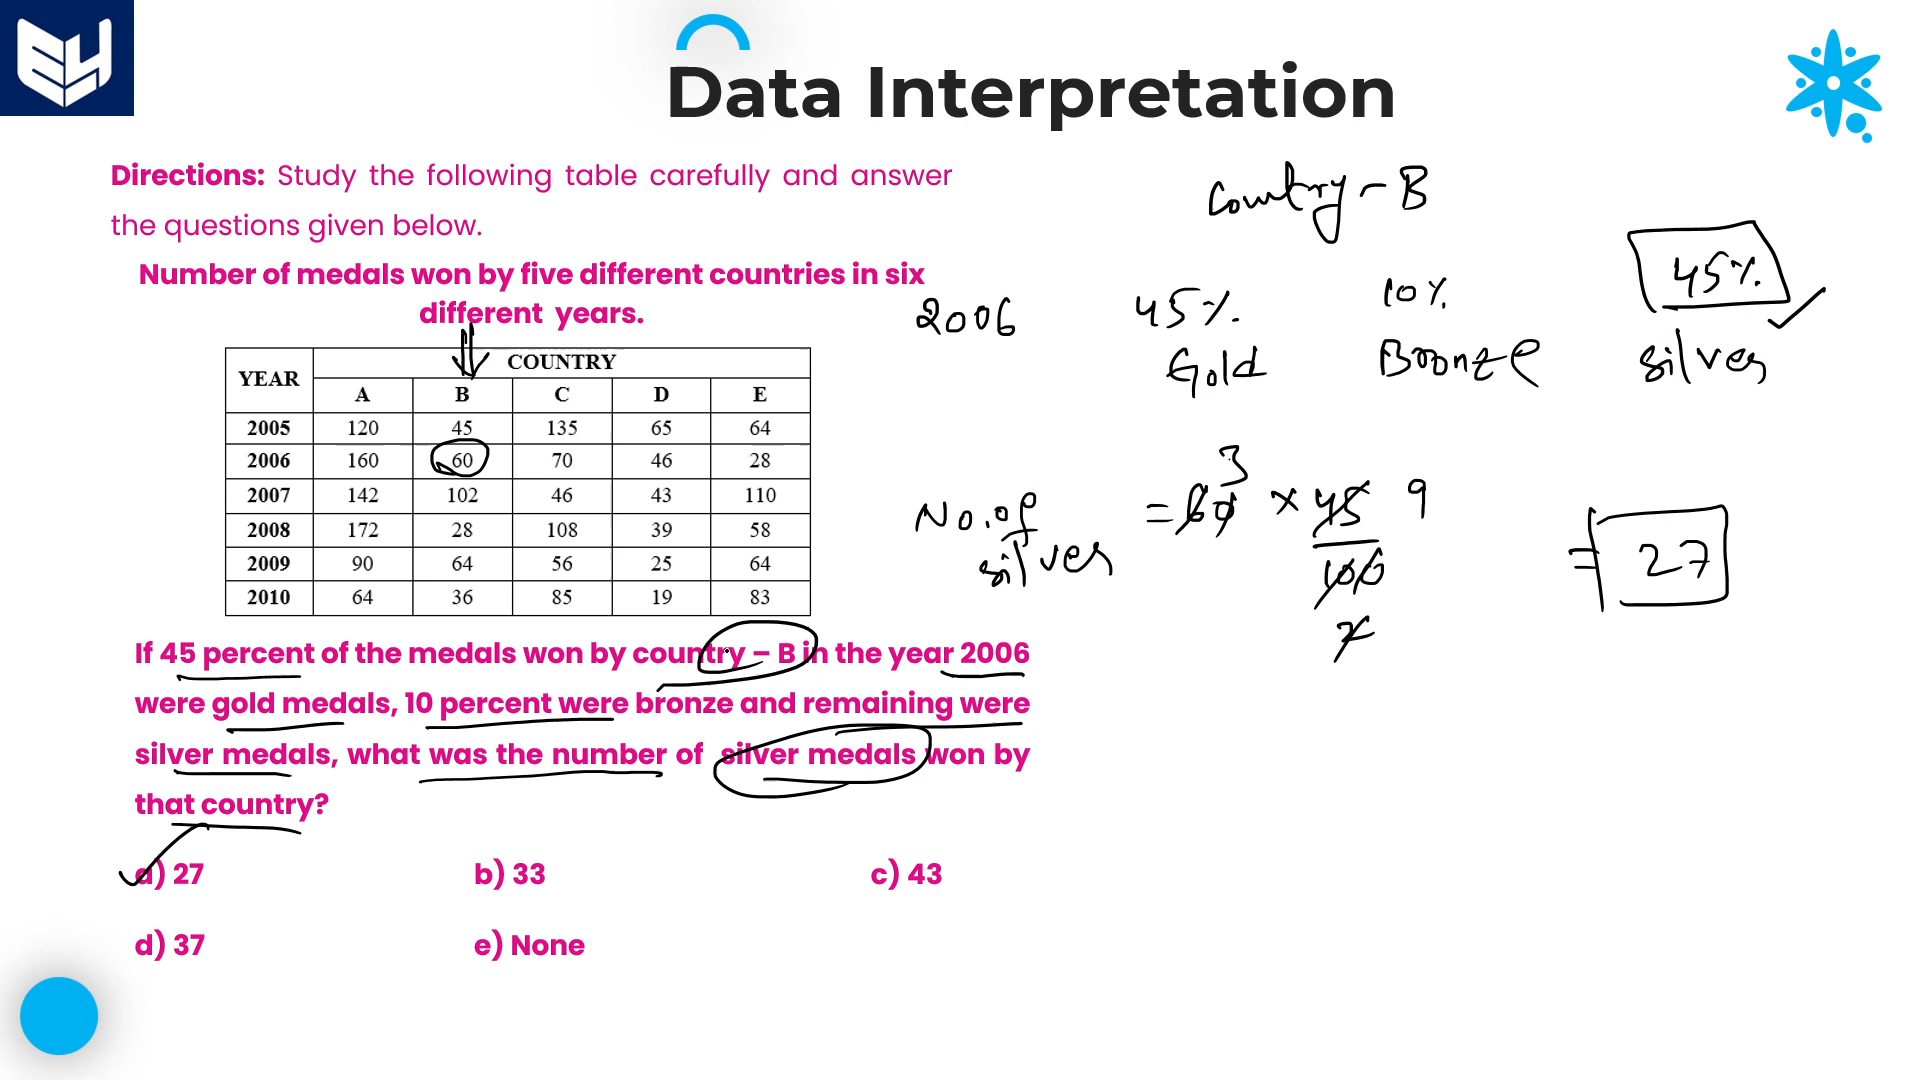 Data Interpretation
Directions: Study the following table carefully and answer
the questions given below.
Number of medals won by five different countries in six
different years.
YEAR COUNTRY
A B C D E
2005 120 45 135 65 64
2006 160 60 70 46 28
2007 142 102 46 43 110
2008 172 28 108 39 58
2009 90 64 56 25 64
2010 64 36 85 19 83
If 45 percent of the medals won by country – B in the year 2006
were gold medals, 10 percent were bronze and remaining were
silver medals, what was the number of silver medals won by
that country?
a) 27 b) 33 c) 43
d) 37 e) None
Country - B
2006 45% 10% 45%
Gold Bronze silver
3
No. of = 60 × 45 9 = 27
silver 100
2